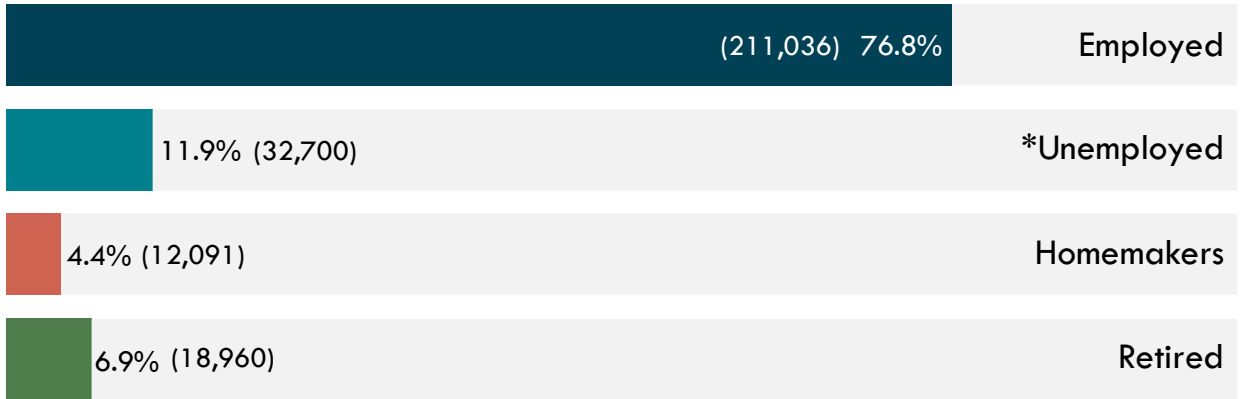 (211,036) 76.8% Employed
11.9% (32,700) *Unemployed
4.4% (12,091) Homemakers
6.9% (18,960) Retired